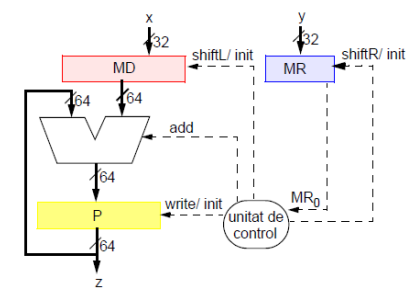 x
y
32
32
shiftL/ init
shiftR/ init
MD
MR
64
64
add
64
MR0
write/ init
P
unitat de
control
64
z